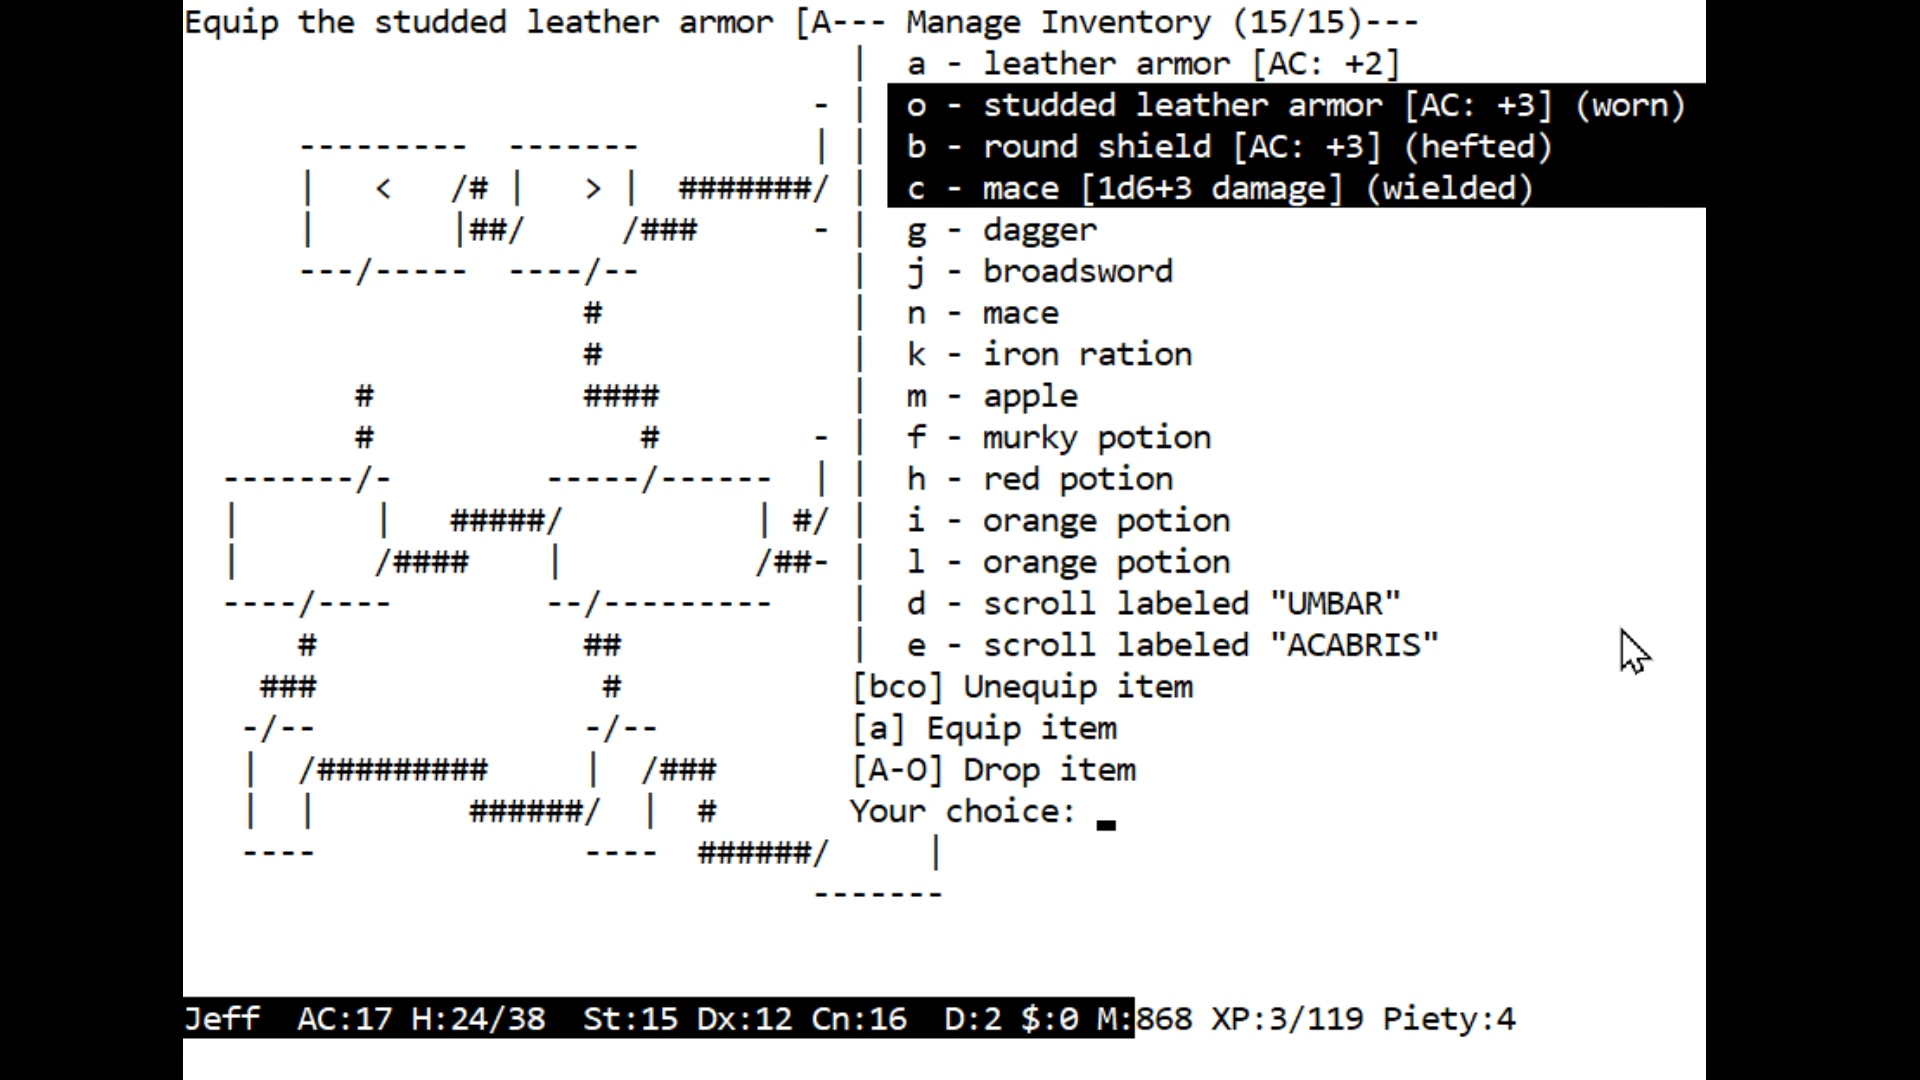 Equip the studded leather armor [A--- Manage Inventory (15/15)---
                                   |  a - leather armor [AC: +2]
                                 - |  o - studded leather armor [AC: +3] (worn)
      ---------  -------         | |  b - round shield [AC: +3] (hefted)
      |   <   /# |   > |  #######/ |  c - mace [1d6+3 damage] (wielded)
      |       |##/     /###      - |  g - dagger
      ---/-----  ----/--           |  j - broadsword
                     #             |  n - mace
                     #             |  k - iron ration
         #           ####          |  m - apple
         #              #        - |  f - murky potion
  -------/-        -----/------  | |  h - red potion
  |       |   #####/          | #/ |  i - orange potion
  |       /####    |          /##- |  l - orange potion
  ----/----        --/---------    |  d - scroll labeled "UMBAR"
      #              ##            |  e - scroll labeled "ACABRIS"
    ###               #            [bco] Unequip item
   -/--              -/--          [a] Equip item
   |  /#########     |  /###       [A-O] Drop item
   |  |        ######/  |  #       Your choice: _
   ----              ----  ######/     |
                                 -------
Jeff  AC:17 H:24/38  St:15 Dx:12 Cn:16  D:2 $:0 M:868 XP:3/119 Piety:4